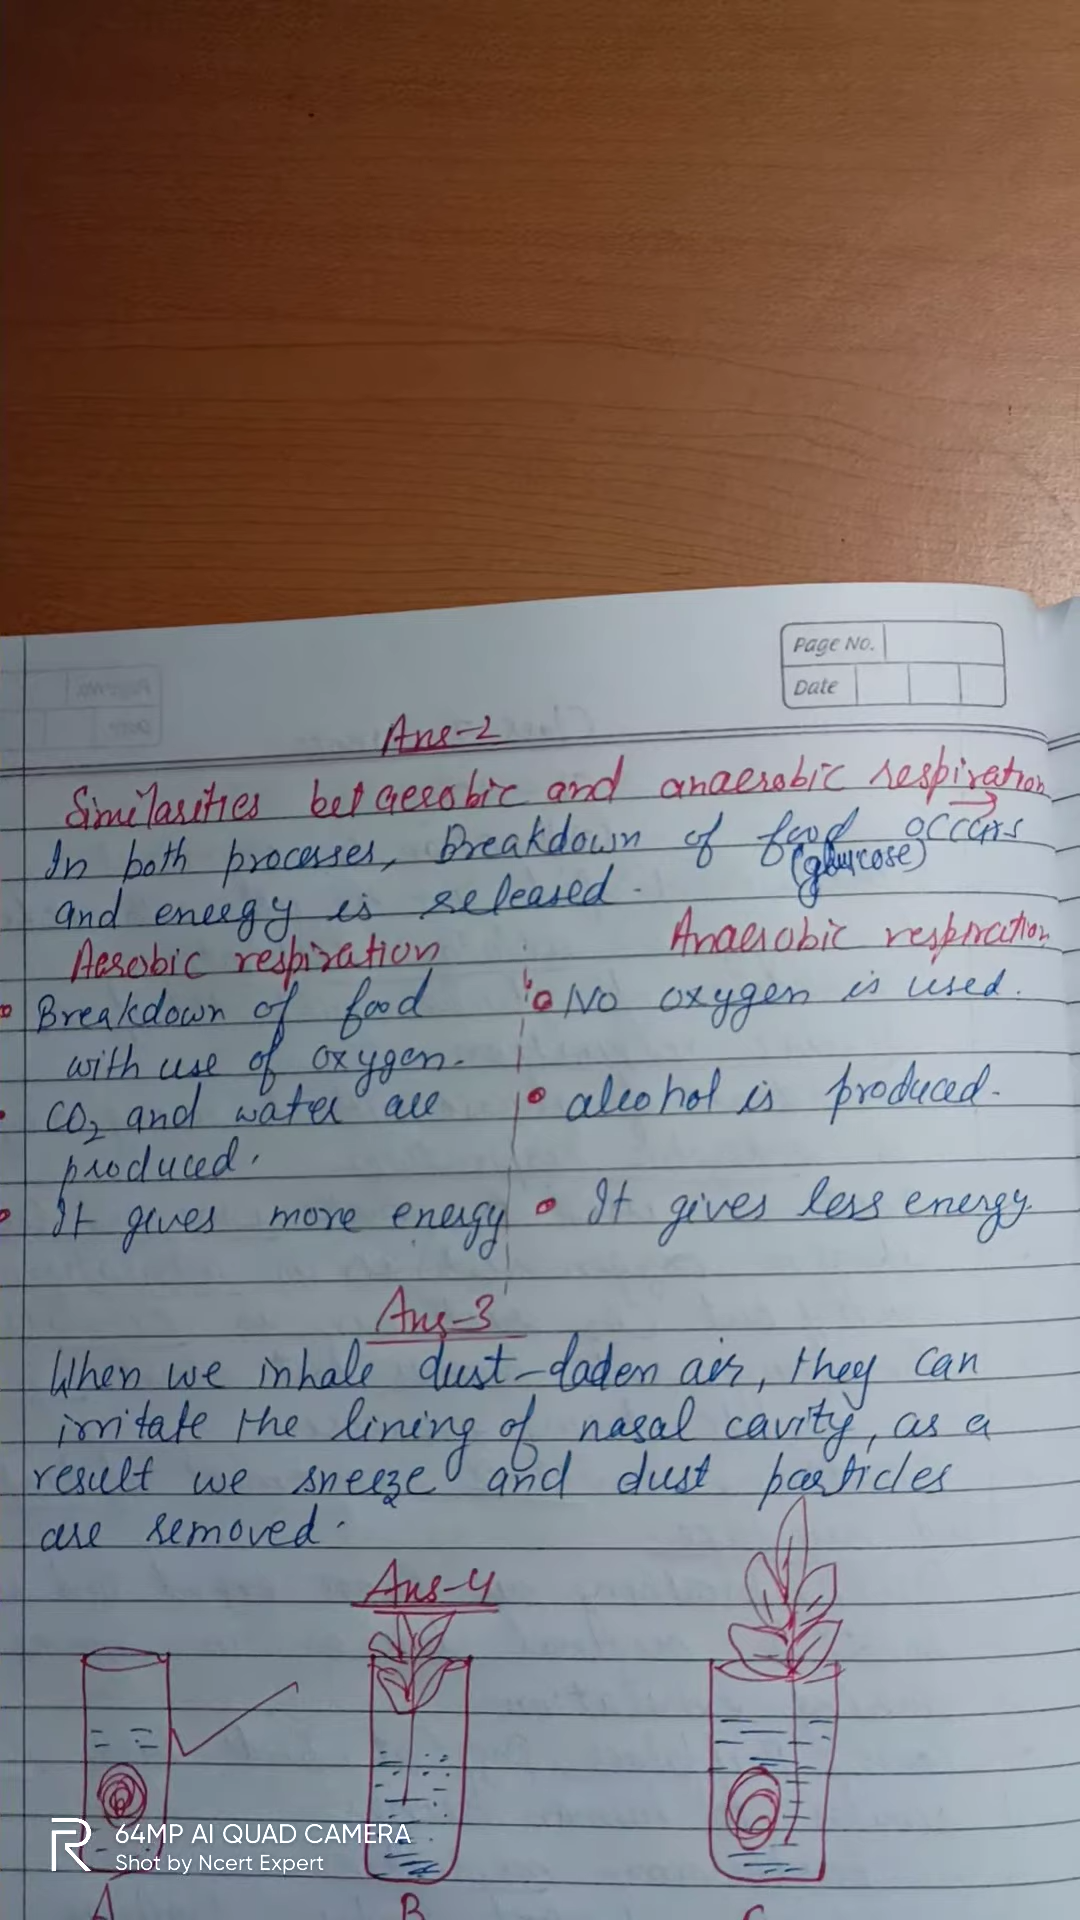 Page No.
Date
Ans-2
Similarities bet aerobic and anaerobic respiration
In both processes, Breakdown of food occurs
(glucose)
and energy is released.
Aerobic respiration
Anaerobic respiration
Breakdown of food
with use of oxygen.
No oxygen is used.
CO2 and water are
produced.
alcohol is produced.
It gives more energy
It gives less energy
Ans-3
When we inhale dust-laden air, they can
irritate the lining of nasal cavity, as a
result we sneeze and dust particles
are removed.
Ans-4
64MP AI QUAD CAMERA
Shot by Ncert Expert
A
B
C